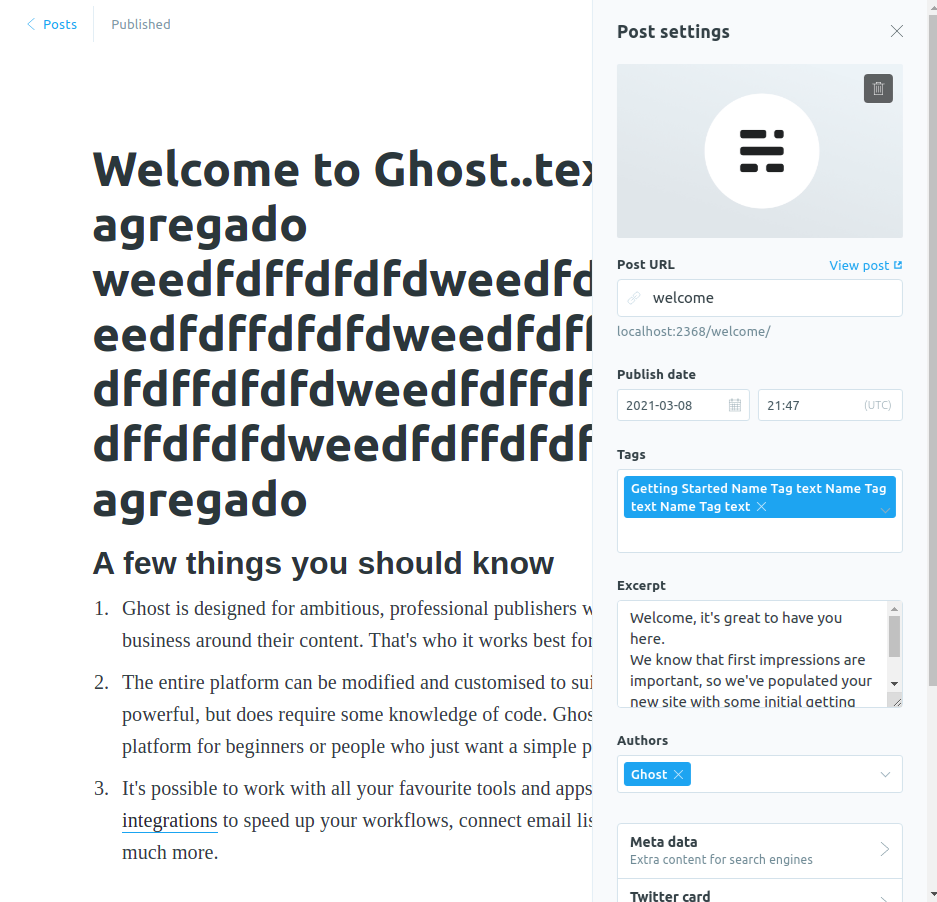 Posts
Published
Welcome to Ghost..tex
agregado
weedfdffdfdfdweedfd
eedfdffdfdfdweedfdff
dfdffdfdfdweedfdffdf
dffdfdfdweedfdffdfdf
agregado
A few things you should know
1. Ghost is designed for ambitious, professional publishers w
business around their content. That's who it works best for
2. The entire platform can be modified and customised to sui
powerful, but does require some knowledge of code. Ghos
platform for beginners or people who just want a simple p
3. It's possible to work with all your favourite tools and apps
integrations to speed up your workflows, connect email lis
much more.
Post settings
Post URL
View post
welcome
localhost:2368/welcome/
Publish date
2021-03-08
21:47
(UTC)
Tags
Getting Started Name Tag text Name Tag
text Name Tag text
Excerpt
Welcome, it's great to have you
here.
We know that first impressions are
important, so we've populated your
new site with some initial getting
Authors
Ghost
Meta data
Extra content for search engines
Twitter card